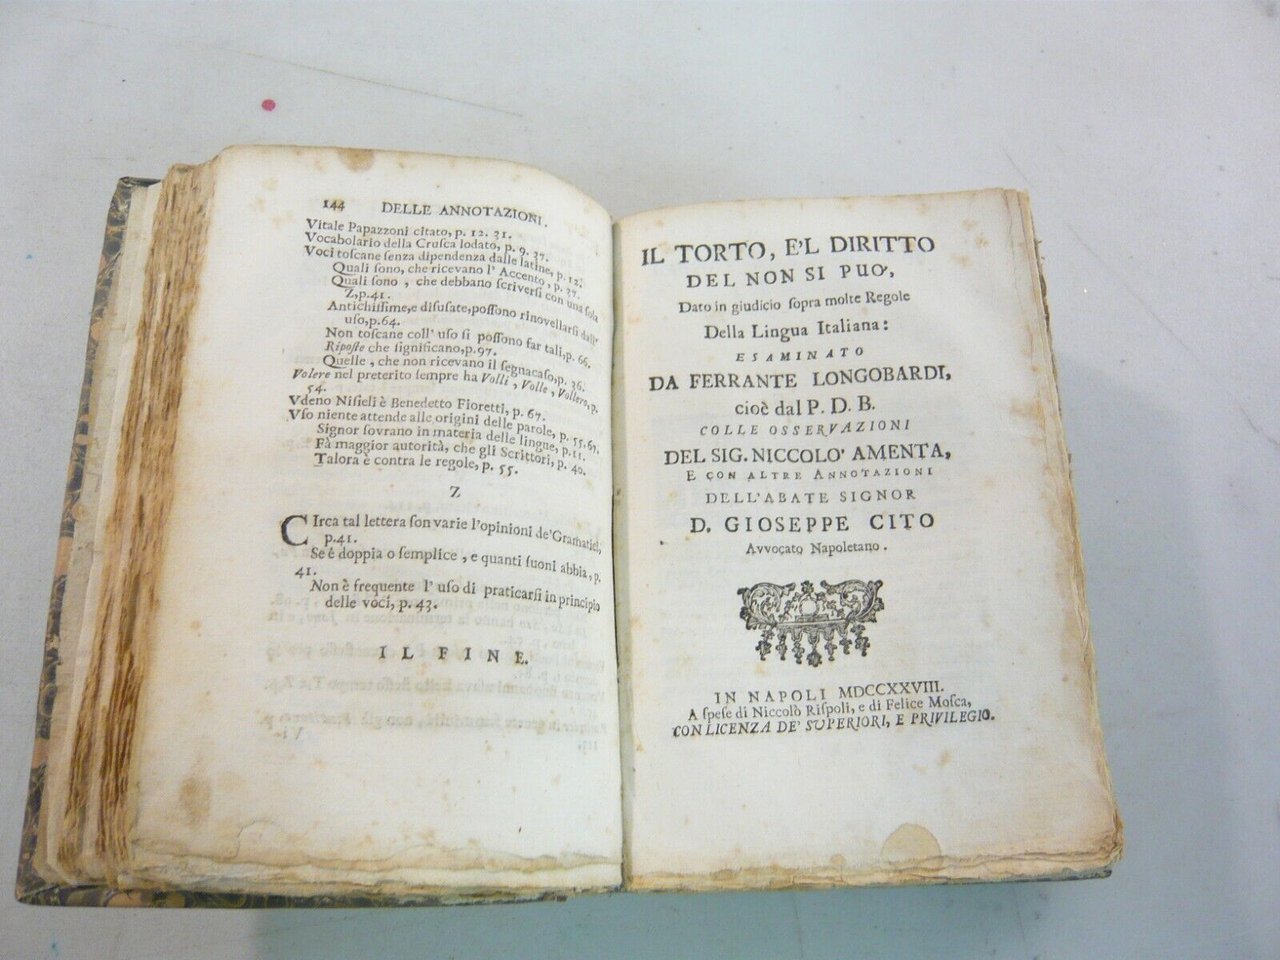 144 DELLE ANNOTAZIONI.
Vitale Papazzoni citato, p. 12. 31.
Vocabolario della Crusca lodato, p. 9. 37.
Voci toscane senza dipendenza dalle latine, p. 12.
Quali sono, che ricevano l' Accento, p. 37.
Quali sono, che debbano scriversi con una sola
Z, p.41.
Antichissime, e disusate, possono rinovellarsi dall'
uso, p.64.
Non toscane coll' uso si possono far tali, p. 66.
Riposte che significano, p.97.
Quelle, che non ricevano il segnacaso, p. 36.
Volere nel preterito sempre ha Volli, Volle, Vollero, p.
54.
Vdeno Nisieli è Benedetto Fioretti, p. 67.
Vso niente attende alle origini delle parole, p. 55. 67.
Signor sovrano in materia delle lingue, p. 11.
Fà maggior autorità, che gli Scrittori, p. 40.
Talora è contra le regole, p. 55.
Z
CIrca tal lettera son varie l'opinioni de'Gramatici,
p.41.
Se è doppia o semplice, e quanti suoni abbia, p.
41.
Non è frequente l' uso di praticarsi in principio
delle voci, p. 43.
IL FINE.
IL TORTO, E'L DIRITTO
DEL NON SI PUO',
Dato in giudicio sopra molte Regole
Della Lingua Italiana:
ESAMINATO
DA FERRANTE LONGOBARDI,
cioè dal P. D. B.
COLLE OSSERVAZIONI
DEL SIG. NICCOLO' AMENTA,
E CON ALTRE ANNOTAZIONI
DELL'ABATE SIGNOR
D. GIOSEPPE CITO
Avvocato Napoletano.
IN NAPOLI MDCCXXVIII.
A spese di Niccolò Rispoli, e di Felice Mosca,
CON LICENZA DE' SUPERIORI, E PRIVILEGIO.